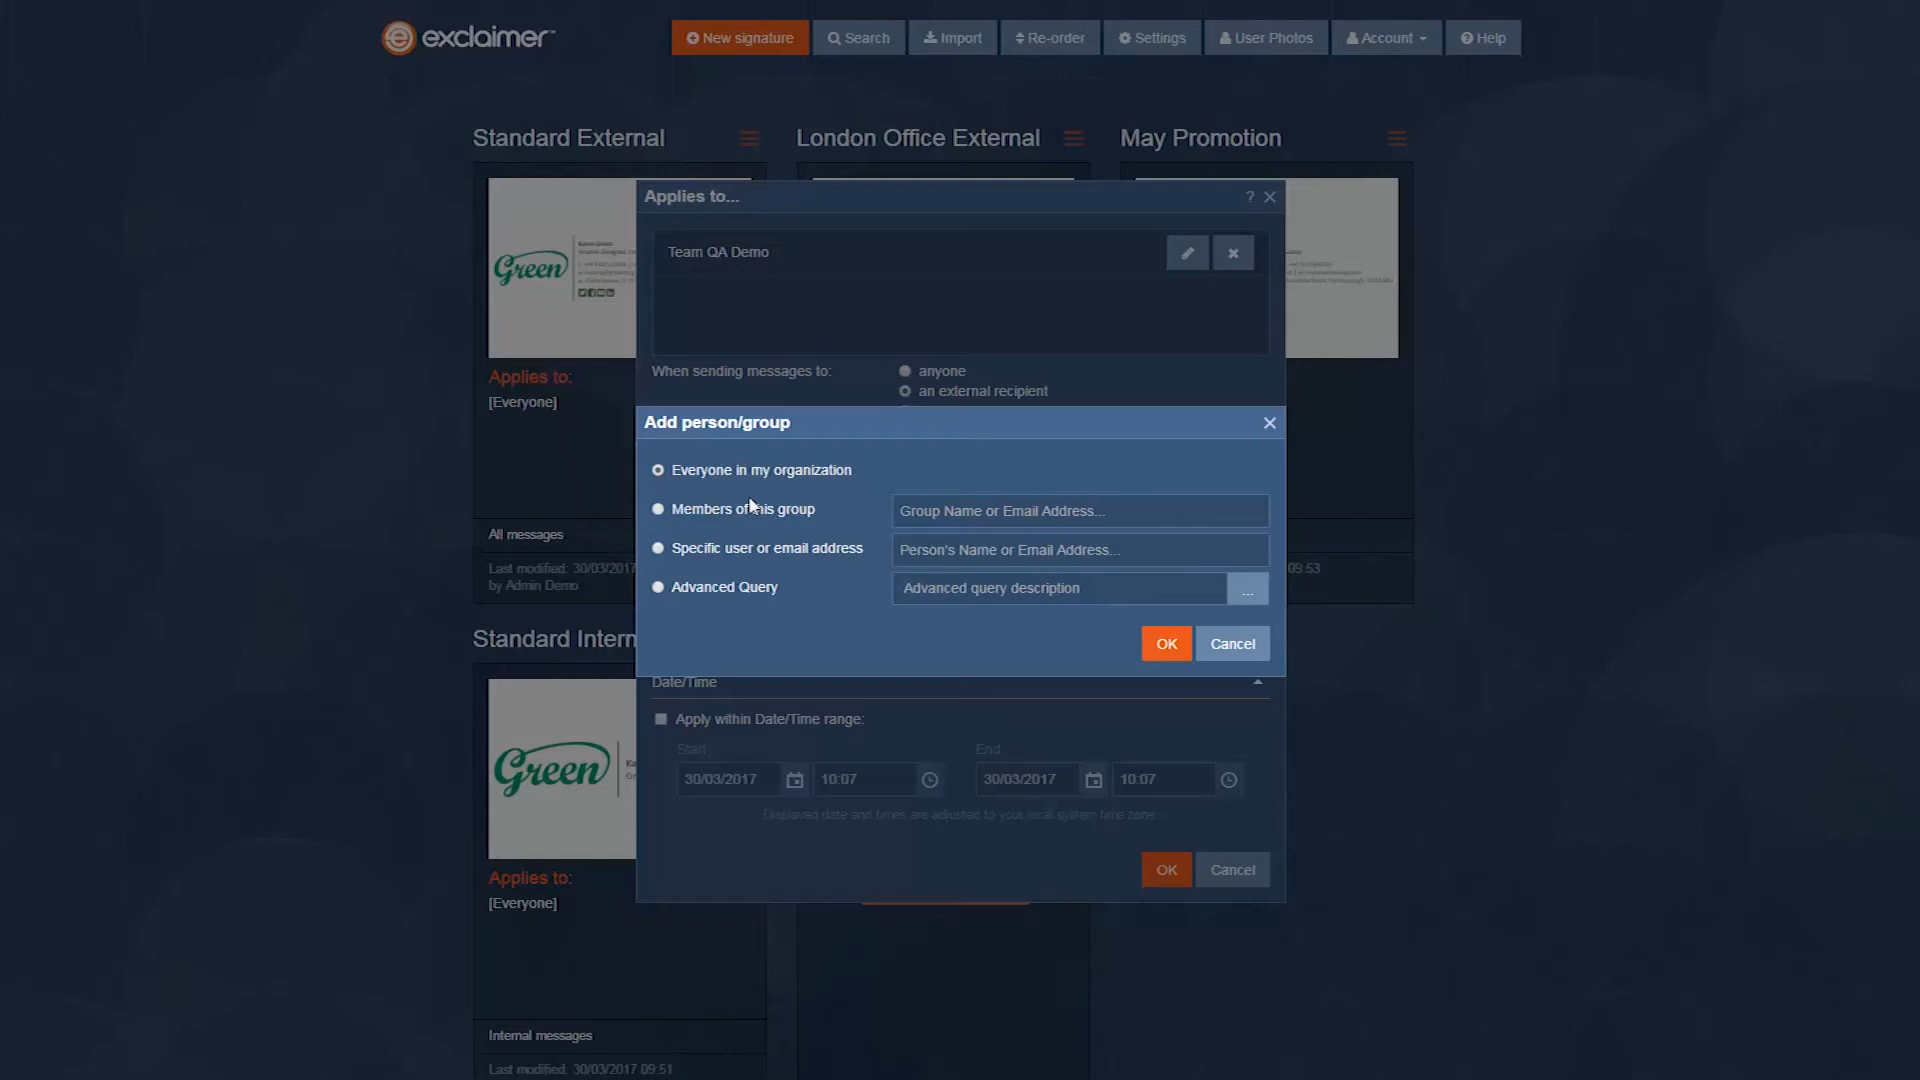 exclaimer™
New signature
Search
Import
Re-order
Settings
User Photos
Account
Help
Standard External
London Office External
May Promotion
Applies to...
?
Team QA Demo
Green
Green
When sending messages to:
anyone
an external recipient
Applies to:
[Everyone]
Add person/group
Everyone in my organization
Members of this group
Group Name or Email Address...
Specific user or email address
Person's Name or Email Address...
Advanced Query
Advanced query description
...
OK
Cancel
All messages
Last modified: 30/03/2017
by Admin Demo
09:53
Standard Intern
Date/Time
Apply within Date/Time range:
Start:
End:
30/03/2017
10:07
30/03/2017
10:07
Displayed date and times are adjusted to your local system time zone
OK
Cancel
Applies to:
[Everyone]
Internal messages
Last modified: 30/03/2017 09:51